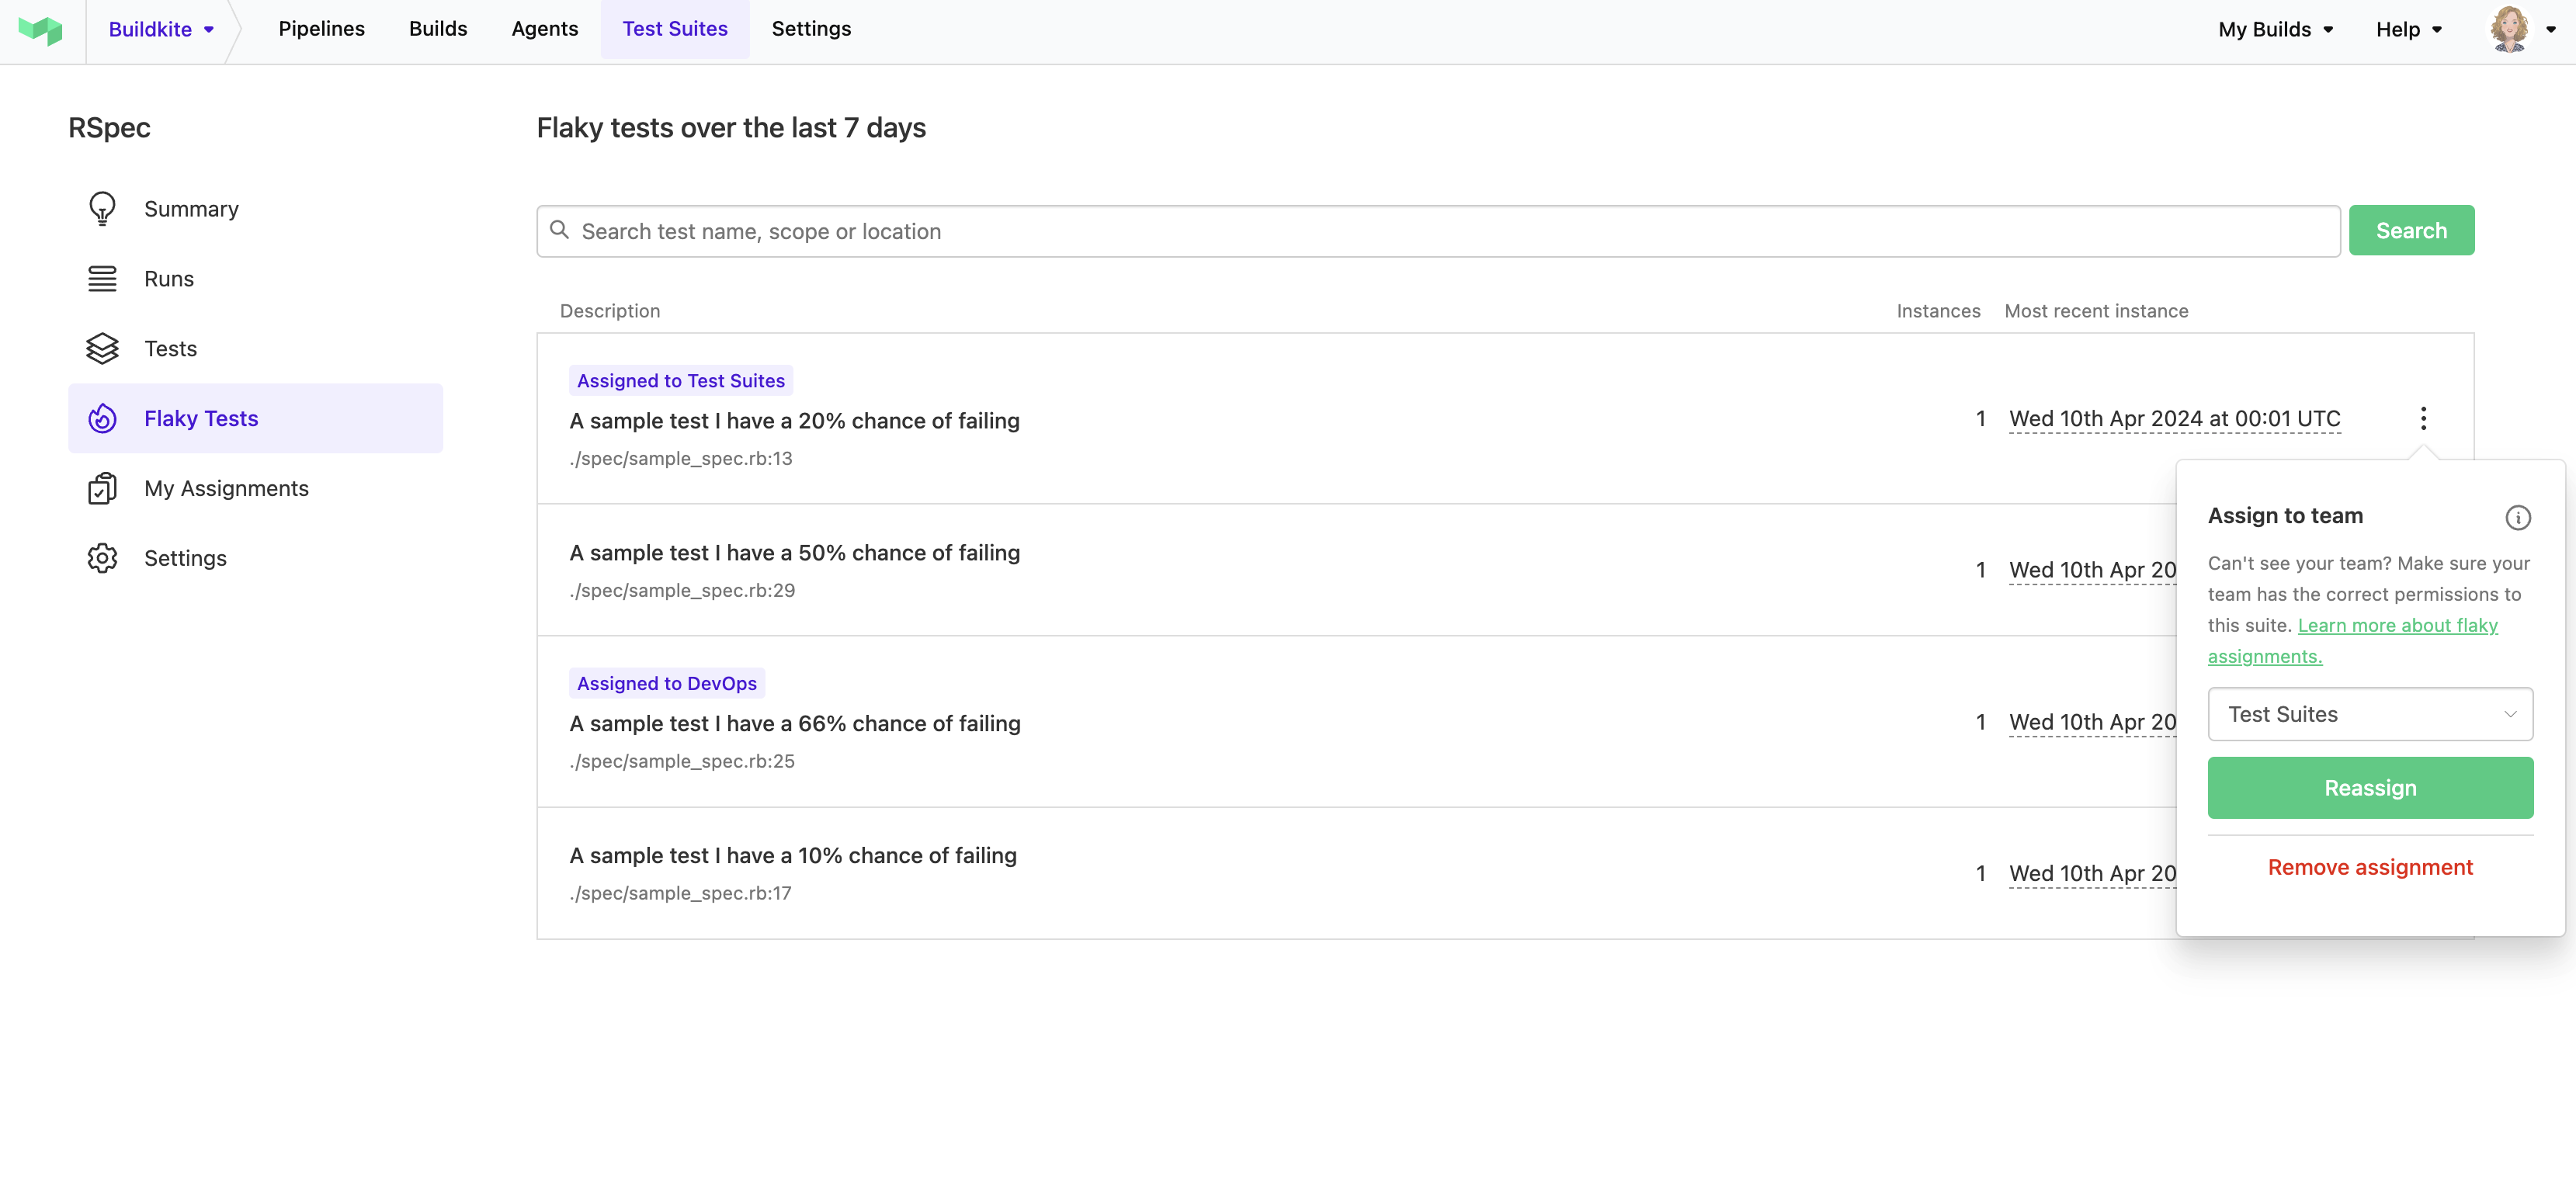 Buildkite
Pipelines
Builds
Agents
Test Suites
Settings
My Builds
Help
RSpec
Summary
Runs
Tests
Flaky Tests
My Assignments
Settings
Flaky tests over the last 7 days
Search test name, scope or location
Search
Description
Instances
Most recent instance
Assigned to Test Suites
A sample test I have a 20% chance of failing
./spec/sample_spec.rb:13
1
Wed 10th Apr 2024 at 00:01 UTC
A sample test I have a 50% chance of failing
./spec/sample_spec.rb:29
1
Wed 10th Apr 20
Assigned to DevOps
A sample test I have a 66% chance of failing
./spec/sample_spec.rb:25
1
Wed 10th Apr 20
A sample test I have a 10% chance of failing
./spec/sample_spec.rb:17
1
Wed 10th Apr 20
Assign to team
Can't see your team? Make sure your
team has the correct permissions to
this suite. Learn more about flaky
assignments.
Test Suites
Reassign
Remove assignment